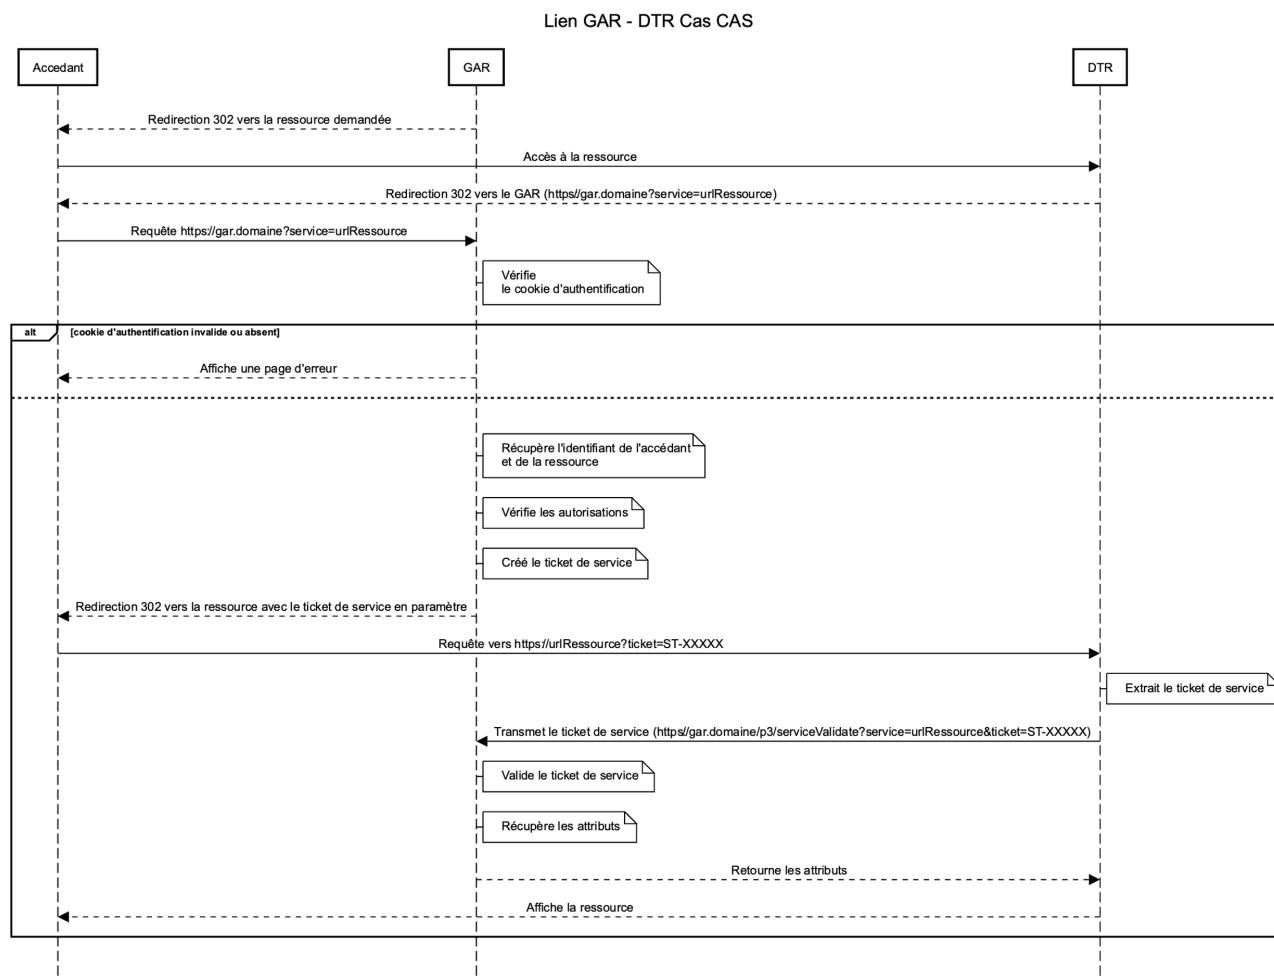 Lien GAR - DTR Cas CAS
Accedant
GAR
DTR
Redirection 302 vers la ressource demandée
Accès à la ressource
Redirection 302 vers le GAR (https//gar.domaine?service=urlRessource)
Requête https://gar.domaine?service=urlRessource
Vérifie
le cookie d'authentification
alt
[cookie d'authentification invalide ou absent]
Affiche une page d'erreur
Récupère l'identifiant de l'accédant
et de la ressource
Vérifie les autorisations
Créé le ticket de service
Redirection 302 vers la ressource avec le ticket de service en paramètre
Requête vers https://urlRessource?ticket=ST-XXXXX
Extrait le ticket de service
Transmet le ticket de service (https//gar.domaine/p3/serviceValidate?service=urlRessource&ticket=ST-XXXXX)
Valide le ticket de service
Récupère les attributs
Retourne les attributs
Affiche la ressource